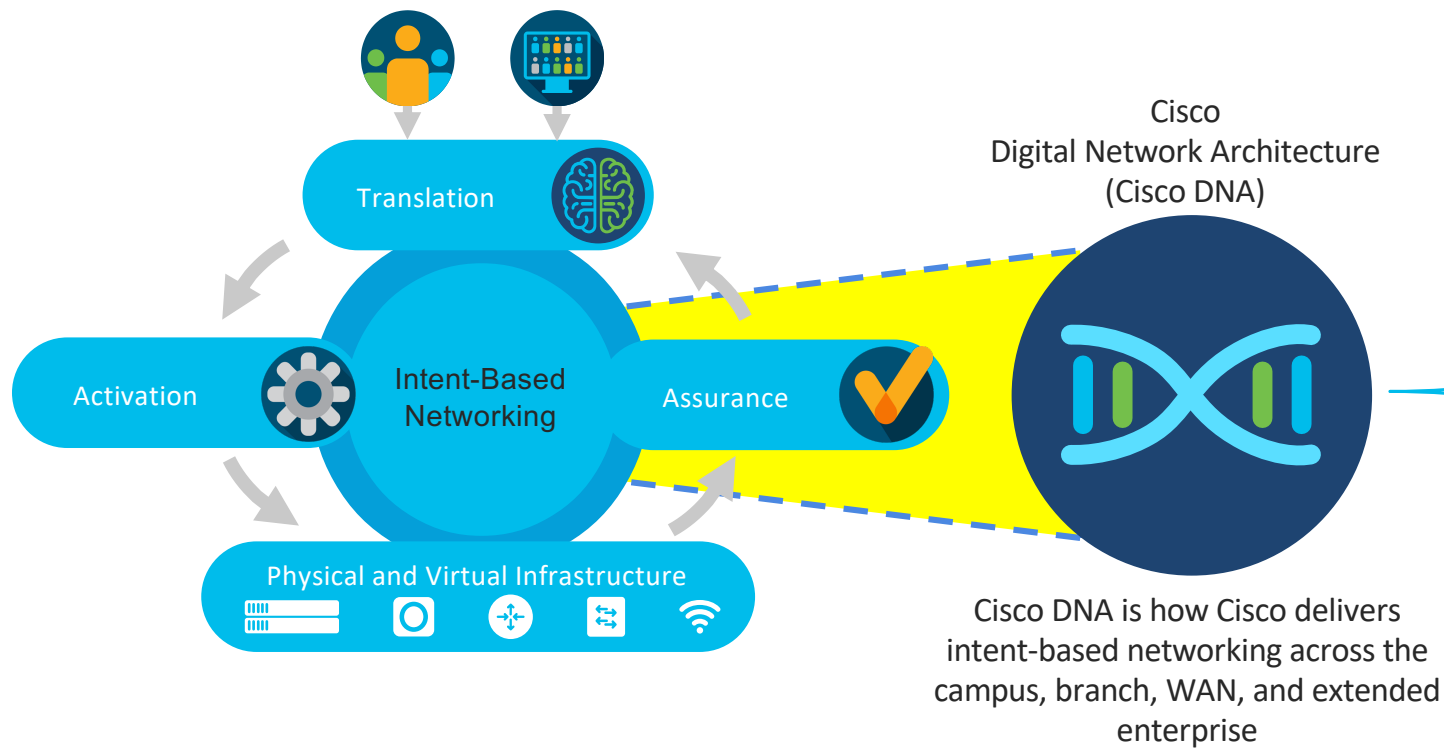 Cisco
Digital Network Architecture
(Cisco DNA)
Translation
Activation
Intent-Based
Networking
Assurance
Physical and Virtual Infrastructure
Cisco DNA is how Cisco delivers
intent-based networking across the
campus, branch, WAN, and extended
enterprise